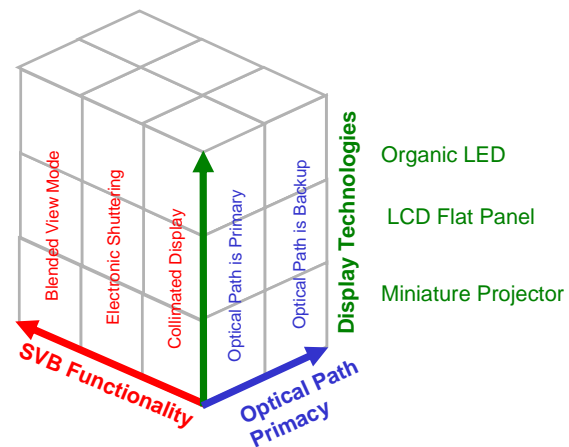 Blended View Mode
Electronic Shuttering
Collimated Display
Optical Path is Primary
Optical Path is Backup
Display Technologies
Organic LED
LCD Flat Panel
Miniature Projector
SVB Functionality
Optical Path
Primacy